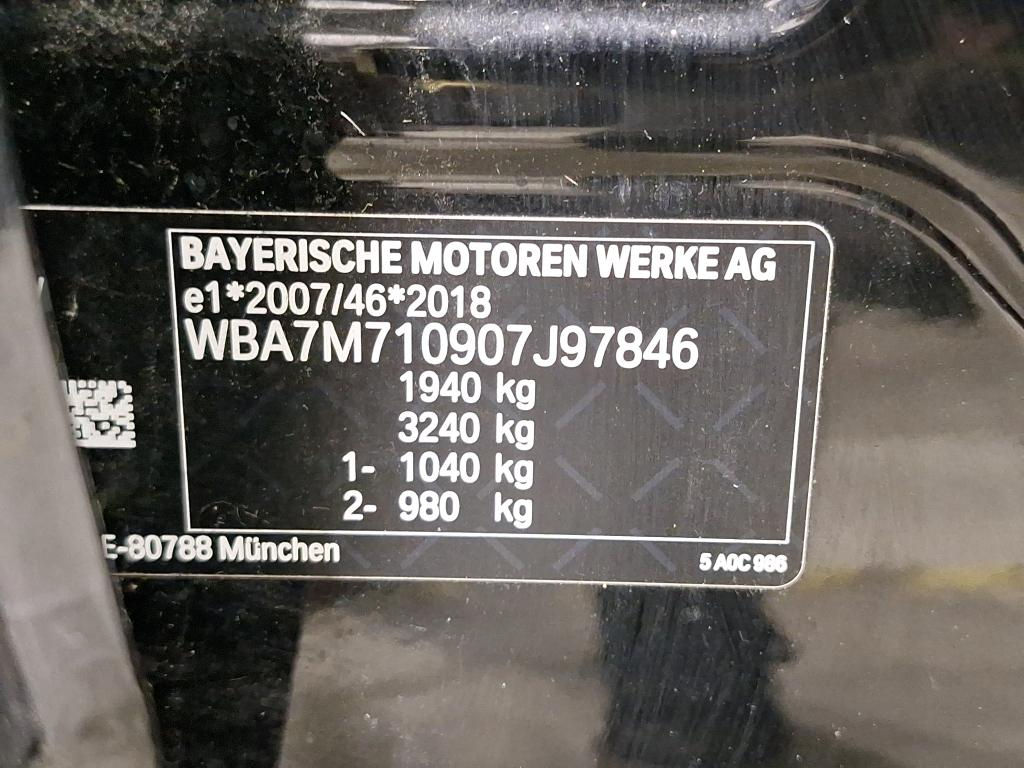 BAYERISCHE MOTOREN WERKE AG
e1*2007/46*2018
WBA7M710907J97846
1940 kg
3240 kg
1- 1040 kg
2- 980 kg
E-80788 München
5 A0C 986